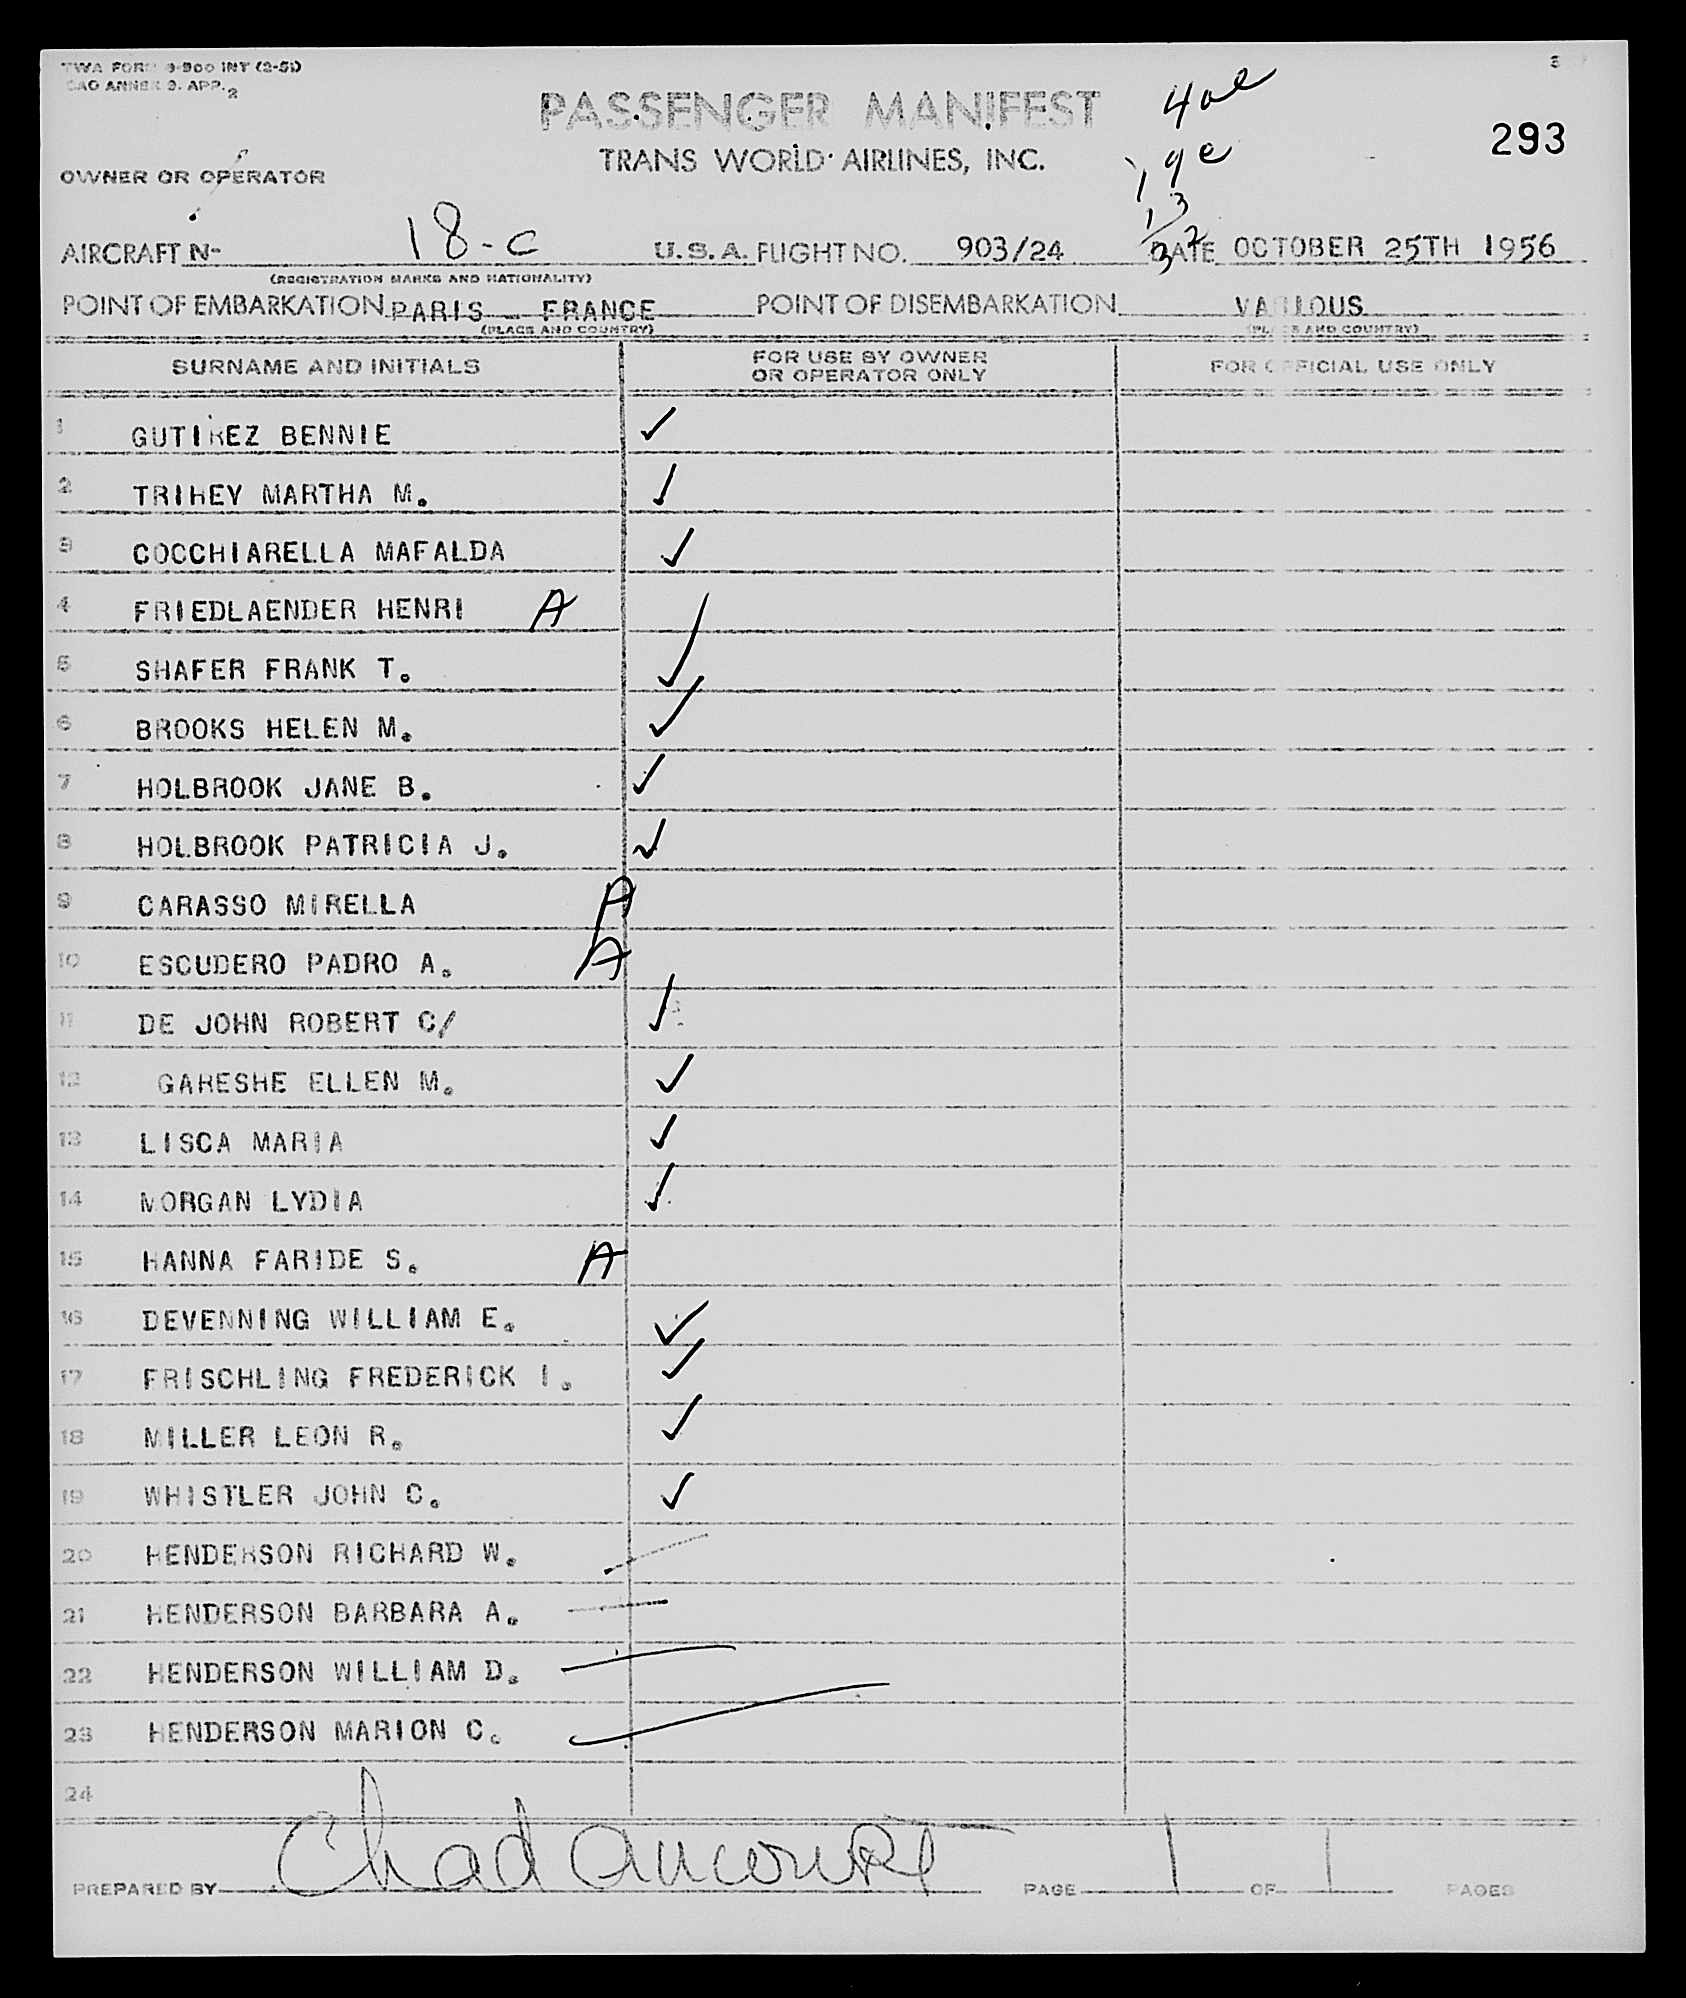 TWA FORM 9-900 INT (2-51)
CAO ANNEX 9. APP. 2
PASSENGER MANIFEST
293
TRANS WORLD AIRLINES, INC.
OWNER OR OPERATOR
AIRCRAFT N- 18-C U.S.A. FLIGHT NO. 903/24 DATE OCTOBER 25TH 1956
(REGISTRATION MARKS AND NATIONALITY)
POINT OF EMBARKATION PARIS - FRANCE POINT OF DISEMBARKATION VARIOUS
(PLACE AND COUNTRY) (PLACE AND COUNTRY)
SURNAME AND INITIALS FOR USE BY OWNER OR OPERATOR ONLY FOR OFFICIAL USE ONLY
1 GUTIREZ BENNIE ✓
2 TRIHEY MARTHA M. ✓
3 COCCHIARELLA MAFALDA ✓
4 FRIEDLAENDER HENRI A
5 SHAFER FRANK T. ✓
6 BROOKS HELEN M. ✓
7 HOLBROOK JANE B. ✓
8 HOLBROOK PATRICIA J. ✓
9 CARASSO MIRELLA A
10 ESCUDERO PADRO A. A
11 DE JOHN ROBERT C/ ✓
12 GARESHE ELLEN M. ✓
13 LISCA MARIA ✓
14 MORGAN LYDIA ✓
15 HANNA FARIDE S. A
16 DEVENNING WILLIAM E. ✓
17 FRISCHLING FREDERICK I. ✓
18 MILLER LEON R. ✓
19 WHISTLER JOHN C. ✓
20 HENDERSON RICHARD W.
21 HENDERSON BARBARA A.
22 HENDERSON WILLIAM D.
23 HENDERSON MARION C.
24
PREPARED BY PAGE 1 OF 1 PAGES